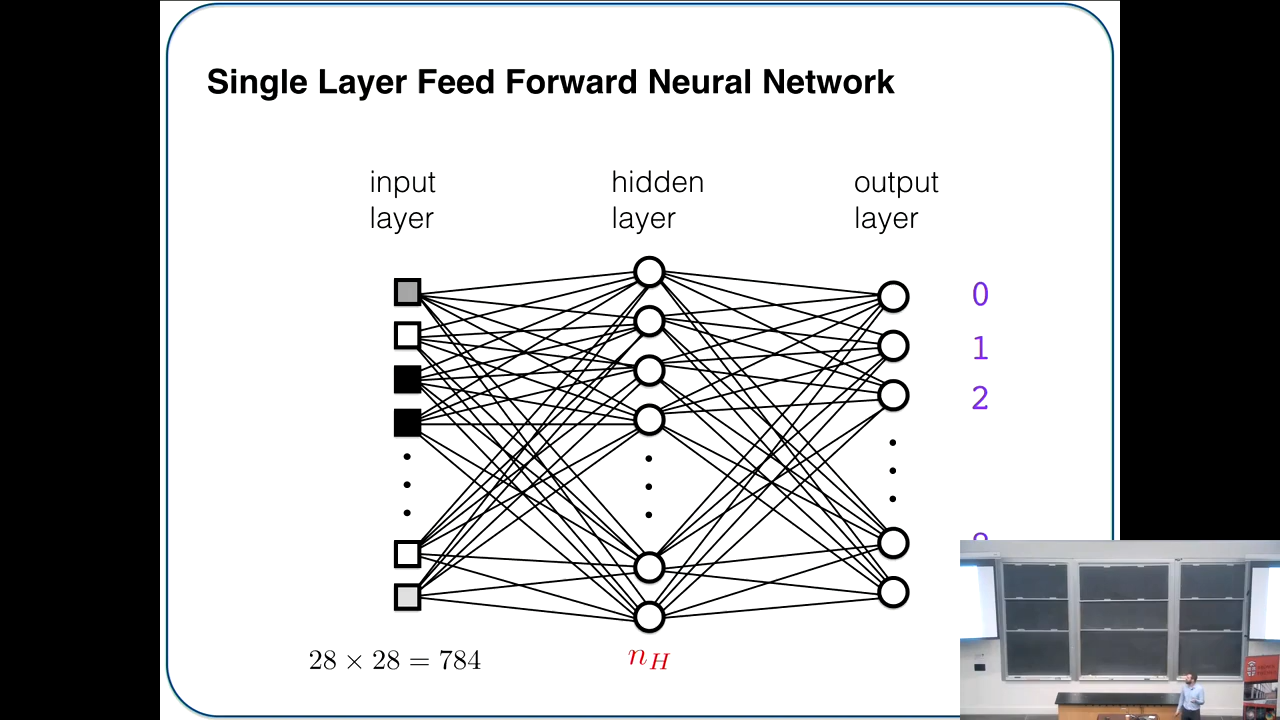 Single Layer Feed Forward Neural Network
input
layer
hidden
layer
output
layer
0
1
2
28 × 28 = 784
n_H